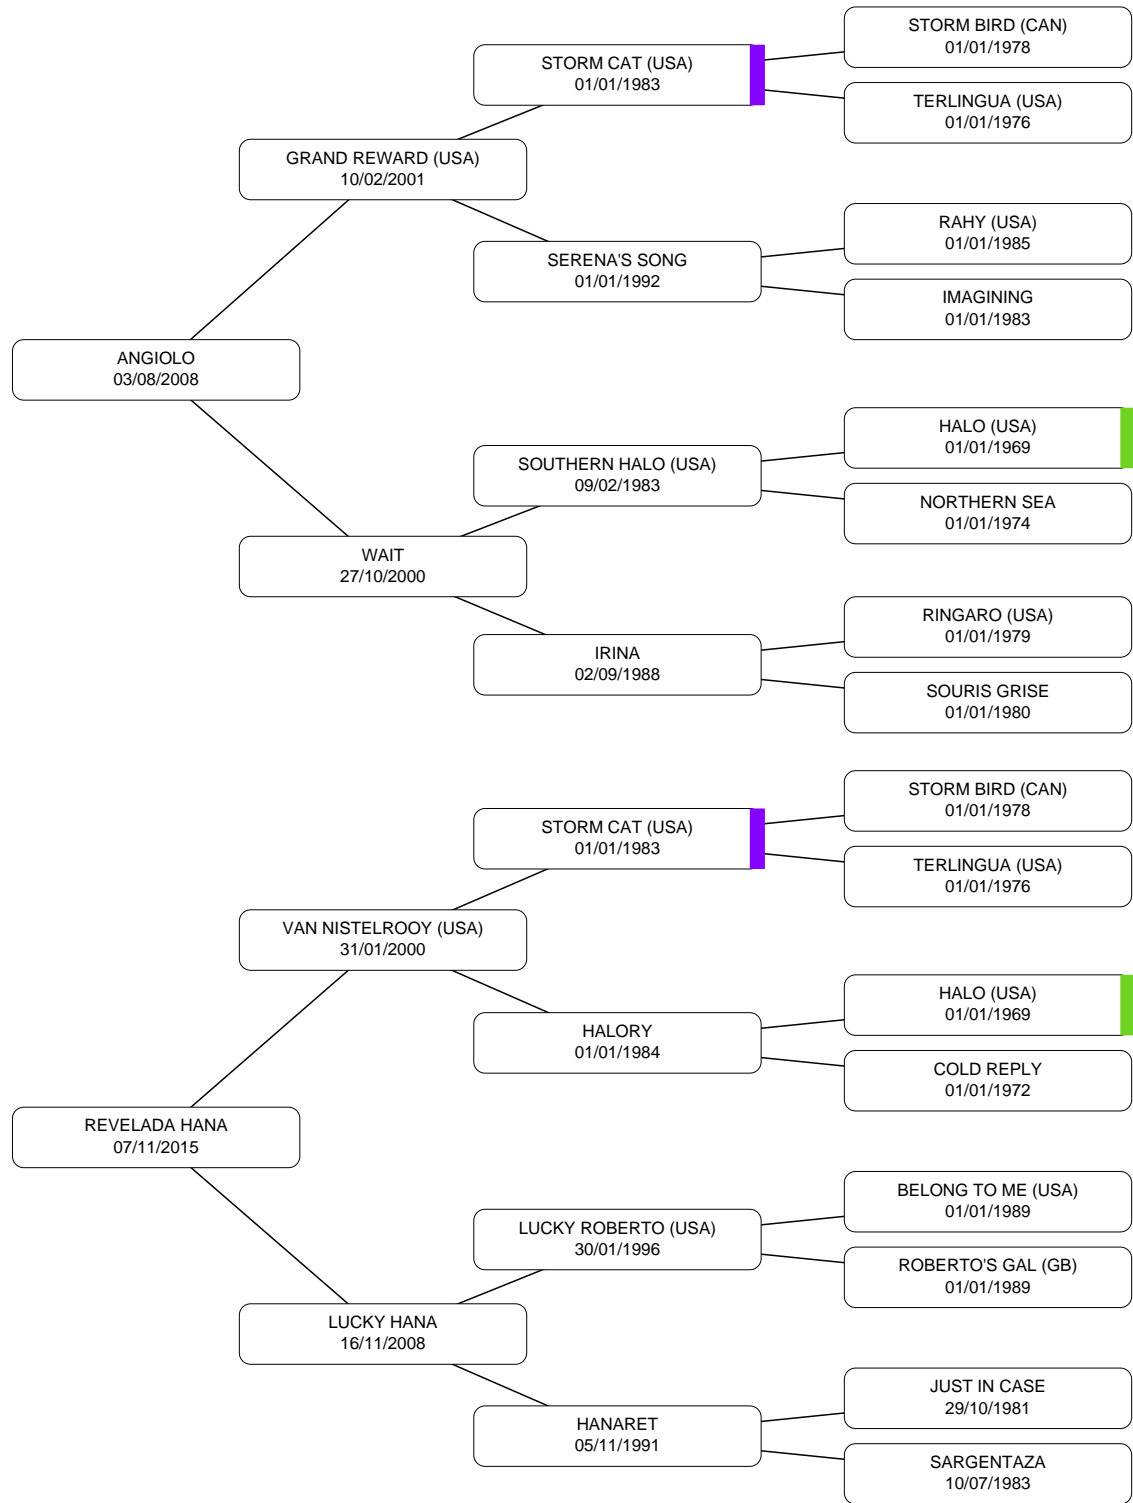 STORM BIRD (CAN)
01/01/1978
STORM CAT (USA)
01/01/1983
TERLINGUA (USA)
01/01/1976
GRAND REWARD (USA)
10/02/2001
RAHY (USA)
01/01/1985
SERENA'S SONG
01/01/1992
IMAGINING
01/01/1983
ANGIOLO
03/08/2008
HALO (USA)
01/01/1969
SOUTHERN HALO (USA)
09/02/1983
NORTHERN SEA
01/01/1974
WAIT
27/10/2000
RINGARO (USA)
01/01/1979
IRINA
02/09/1988
SOURIS GRISE
01/01/1980
STORM BIRD (CAN)
01/01/1978
STORM CAT (USA)
01/01/1983
TERLINGUA (USA)
01/01/1976
VAN NISTELROOY (USA)
31/01/2000
HALO (USA)
01/01/1969
HALORY
01/01/1984
COLD REPLY
01/01/1972
REVELADA HANA
07/11/2015
BELONG TO ME (USA)
01/01/1989
LUCKY ROBERTO (USA)
30/01/1996
ROBERTO'S GAL (GB)
01/01/1989
LUCKY HANA
16/11/2008
JUST IN CASE
29/10/1981
HANARET
05/11/1991
SARGENTAZA
10/07/1983